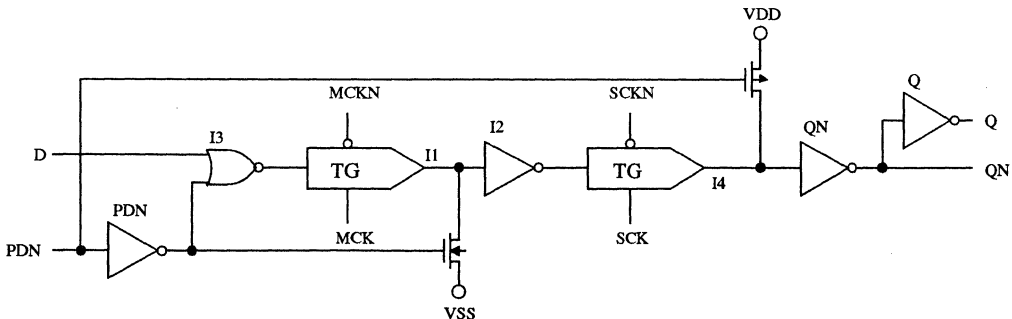 VDD
MCKN
SCKN
Q
I3
I2
QN
Q
D
TG
I1
TG
I4
QN
PDN
PDN
MCK
SCK
VSS